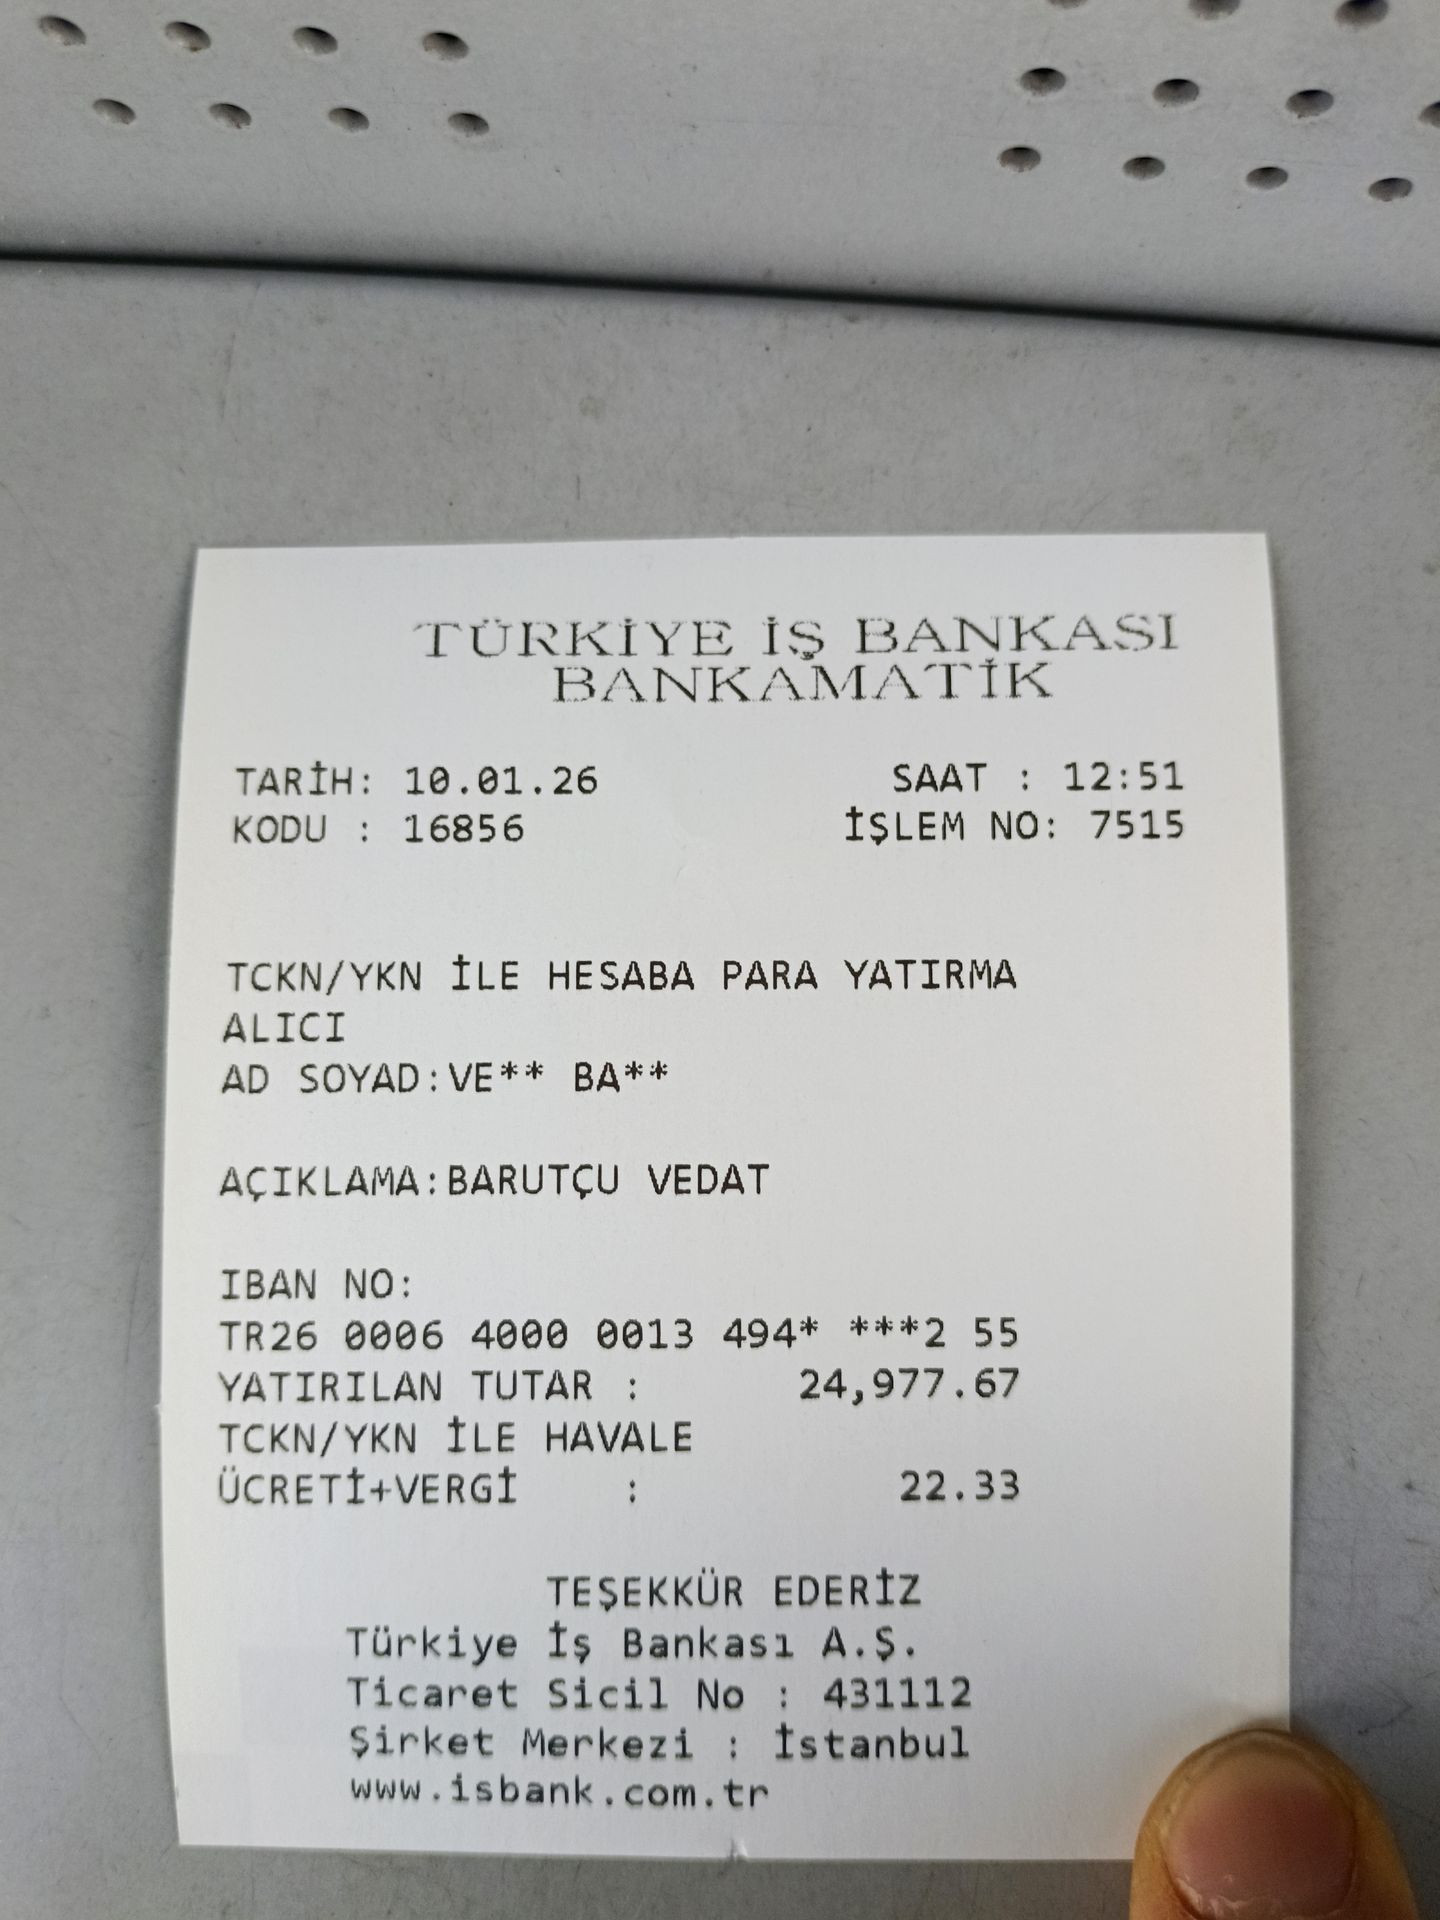 TÜRKİYE İŞ BANKASI
BANKAMATİK
TARİH: 10.01.26 SAAT : 12:51
KODU : 16856 İŞLEM NO: 7515
TCKN/YKN İLE HESABA PARA YATIRMA
ALICI
AD SOYAD:VE** BA**
AÇIKLAMA:BARUTÇU VEDAT
IBAN NO:
TR26 0006 4000 0013 494* ***2 55
YATIRILAN TUTAR : 24,977.67
TCKN/YKN İLE HAVALE
ÜCRETİ+VERGİ : 22.33
TEŞEKKÜR EDERİZ
Türkiye İş Bankası A.Ş.
Ticaret Sicil No : 431112
Şirket Merkezi : İstanbul
www.isbank.com.tr